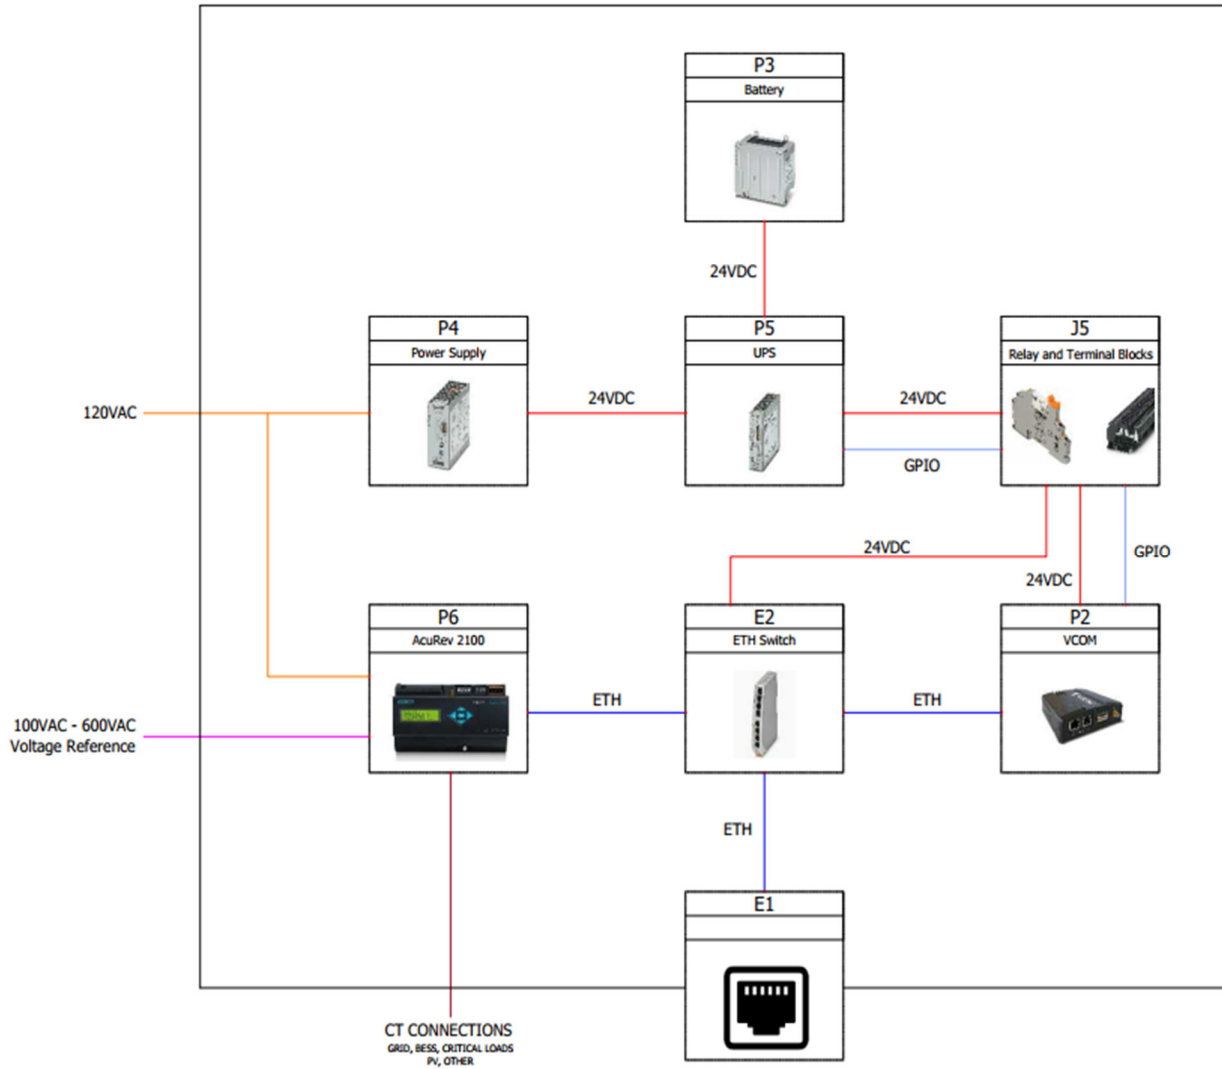 P3
Battery
24VDC
P4
Power Supply
P5
UPS
J5
Relay and Terminal Blocks
120VAC
24VDC
24VDC
GPIO
24VDC
GPIO
24VDC
P6
AcuRev 2100
E2
ETH Switch
P2
VCOM
100VAC - 600VAC
Voltage Reference
ETH
ETH
ETH
E1
CT CONNECTIONS
GRID, BESS, CRITICAL LOADS
PV, OTHER